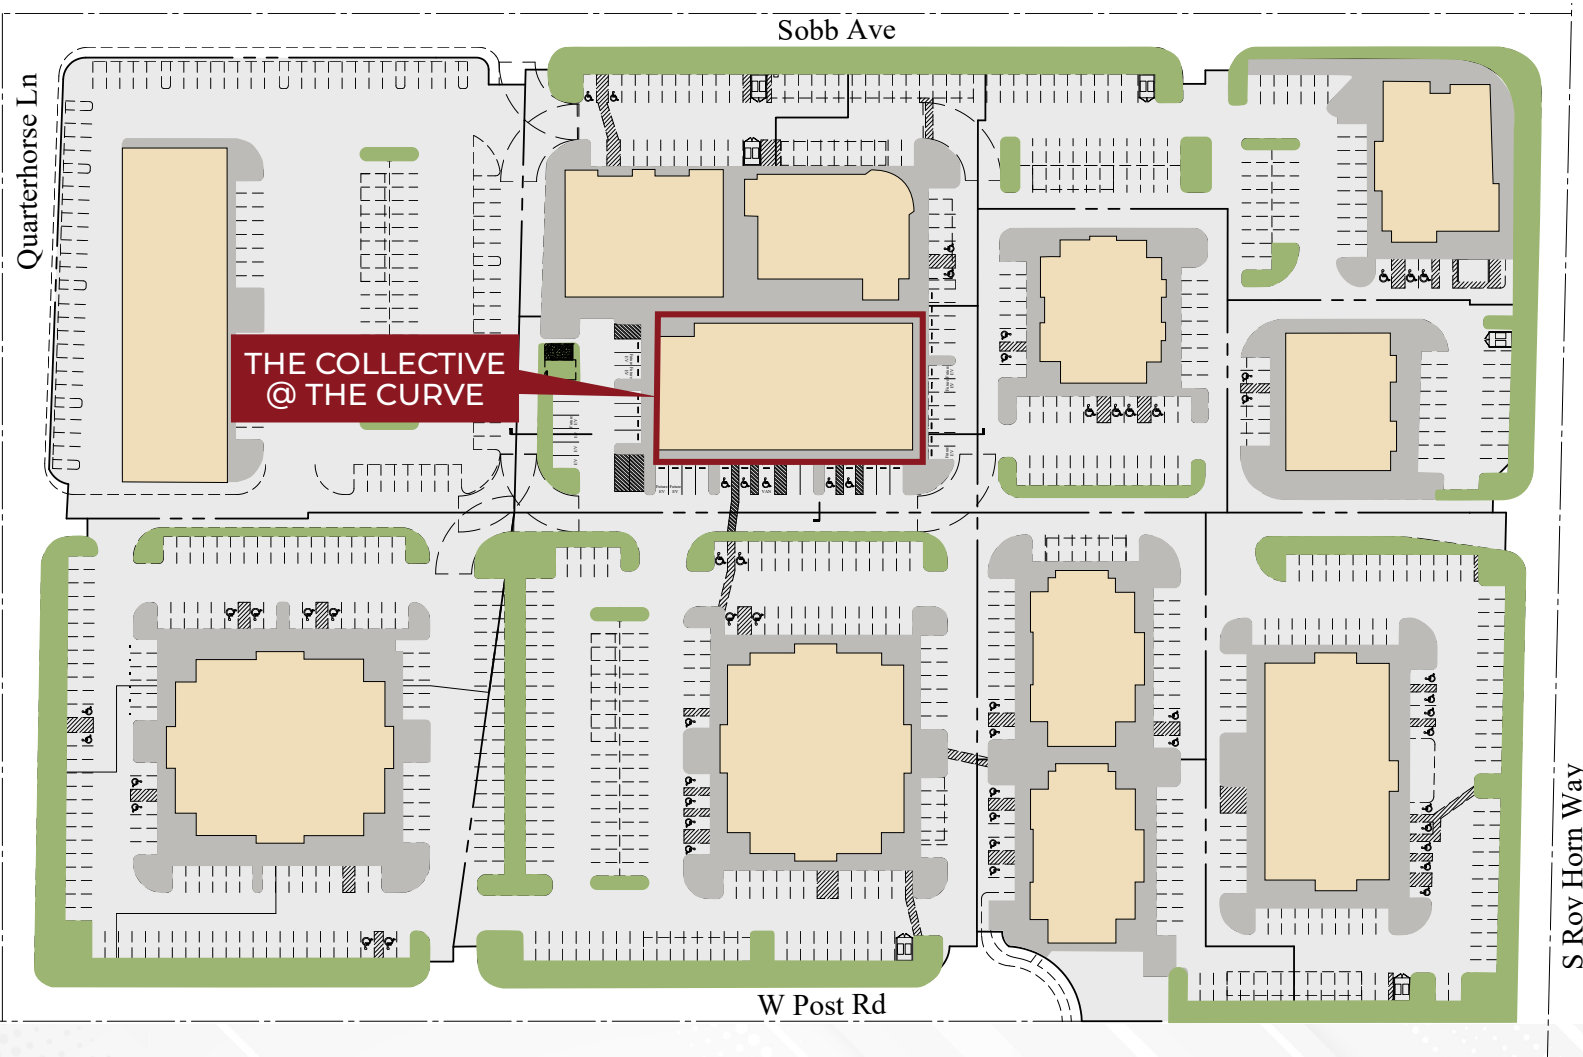 Sobb Ave
Quarterhorse Ln
THE COLLECTIVE
@ THE CURVE
S Roy Horn Way
W Post Rd